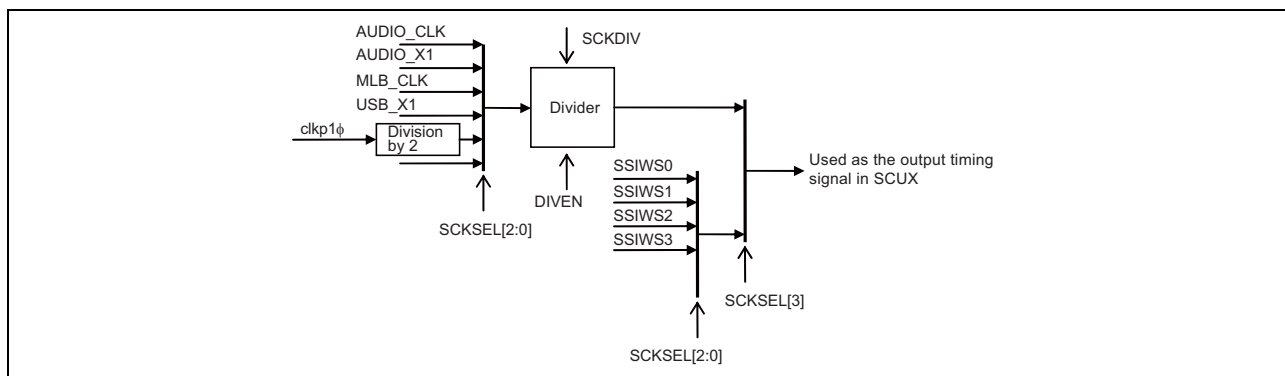 AUDIO_CLK
AUDIO_X1
MLB_CLK
USB_X1
clkp1ϕ
Division
by 2
SCKSEL[2:0]
SCKDIV
Divider
DIVEN
SSIWS0
SSIWS1
SSIWS2
SSIWS3
SCKSEL[2:0]
SCKSEL[3]
Used as the output timing
signal in SCUX